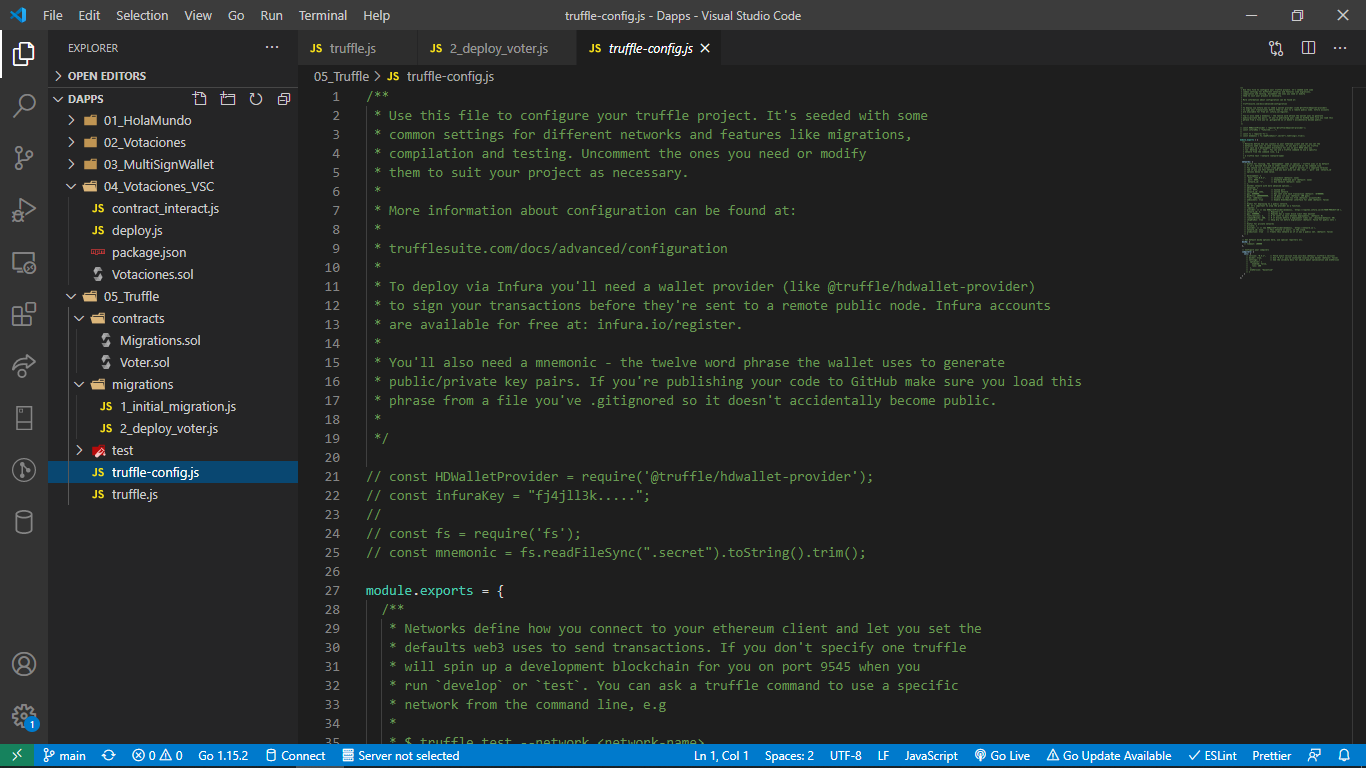 File Edit Selection View Go Run Terminal Help
truffle-config.js - Dapps - Visual Studio Code
EXPLORER
OPEN EDITORS
DAPPS
01_HolaMundo
02_Votaciones
03_MultiSignWallet
04_Votaciones_VSC
JS contract_interact.js
JS deploy.js
package.json
Votaciones.sol
05_Truffle
contracts
Migrations.sol
Voter.sol
migrations
JS 1_initial_migration.js
JS 2_deploy_voter.js
test
JS truffle-config.js
JS truffle.js
1
JS truffle.js
JS 2_deploy_voter.js
JS truffle-config.js
05_Truffle > JS truffle-config.js
1 /**
2 * Use this file to configure your truffle project. It's seeded with some
3 * common settings for different networks and features like migrations,
4 * compilation and testing. Uncomment the ones you need or modify
5 * them to suit your project as necessary.
6 *
7 * More information about configuration can be found at:
8 *
9 * trufflesuite.com/docs/advanced/configuration
10 *
11 * To deploy via Infura you'll need a wallet provider (like @truffle/hdwallet-provider)
12 * to sign your transactions before they're sent to a remote public node. Infura accounts
13 * are available for free at: infura.io/register.
14 *
15 * You'll also need a mnemonic - the twelve word phrase the wallet uses to generate
16 * public/private key pairs. If you're publishing your code to GitHub make sure you load this
17 * phrase from a file you've .gitignored so it doesn't accidentally become public.
18 *
19 */
20
21 // const HDWalletProvider = require('@truffle/hdwallet-provider');
22 // const infuraKey = "fj4jll3k.....";
23 //
24 // const fs = require('fs');
25 // const mnemonic = fs.readFileSync(".secret").toString().trim();
26
27 module.exports = {
28 /**
29 * Networks define how you connect to your ethereum client and let you set the
30 * defaults web3 uses to send transactions. If you don't specify one truffle
31 * will spin up a development blockchain for you on port 9545 when you
32 * run `develop` or `test`. You can ask a truffle command to use a specific
33 * network from the command line, e.g
34 *
35 * $ truffle test --network <network-name>
main 0 0 Go 1.15.2 Connect Server not selected Ln 1, Col 1 Spaces: 2 UTF-8 LF JavaScript Go Live Go Update Available ESLint Prettier